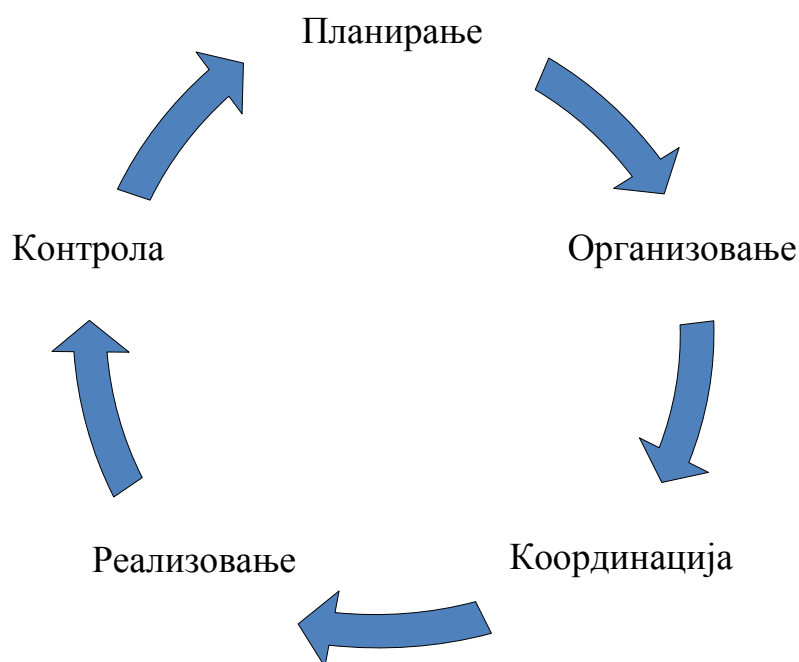 Планирање
Организовање
Координација
Реализовање
Контрола